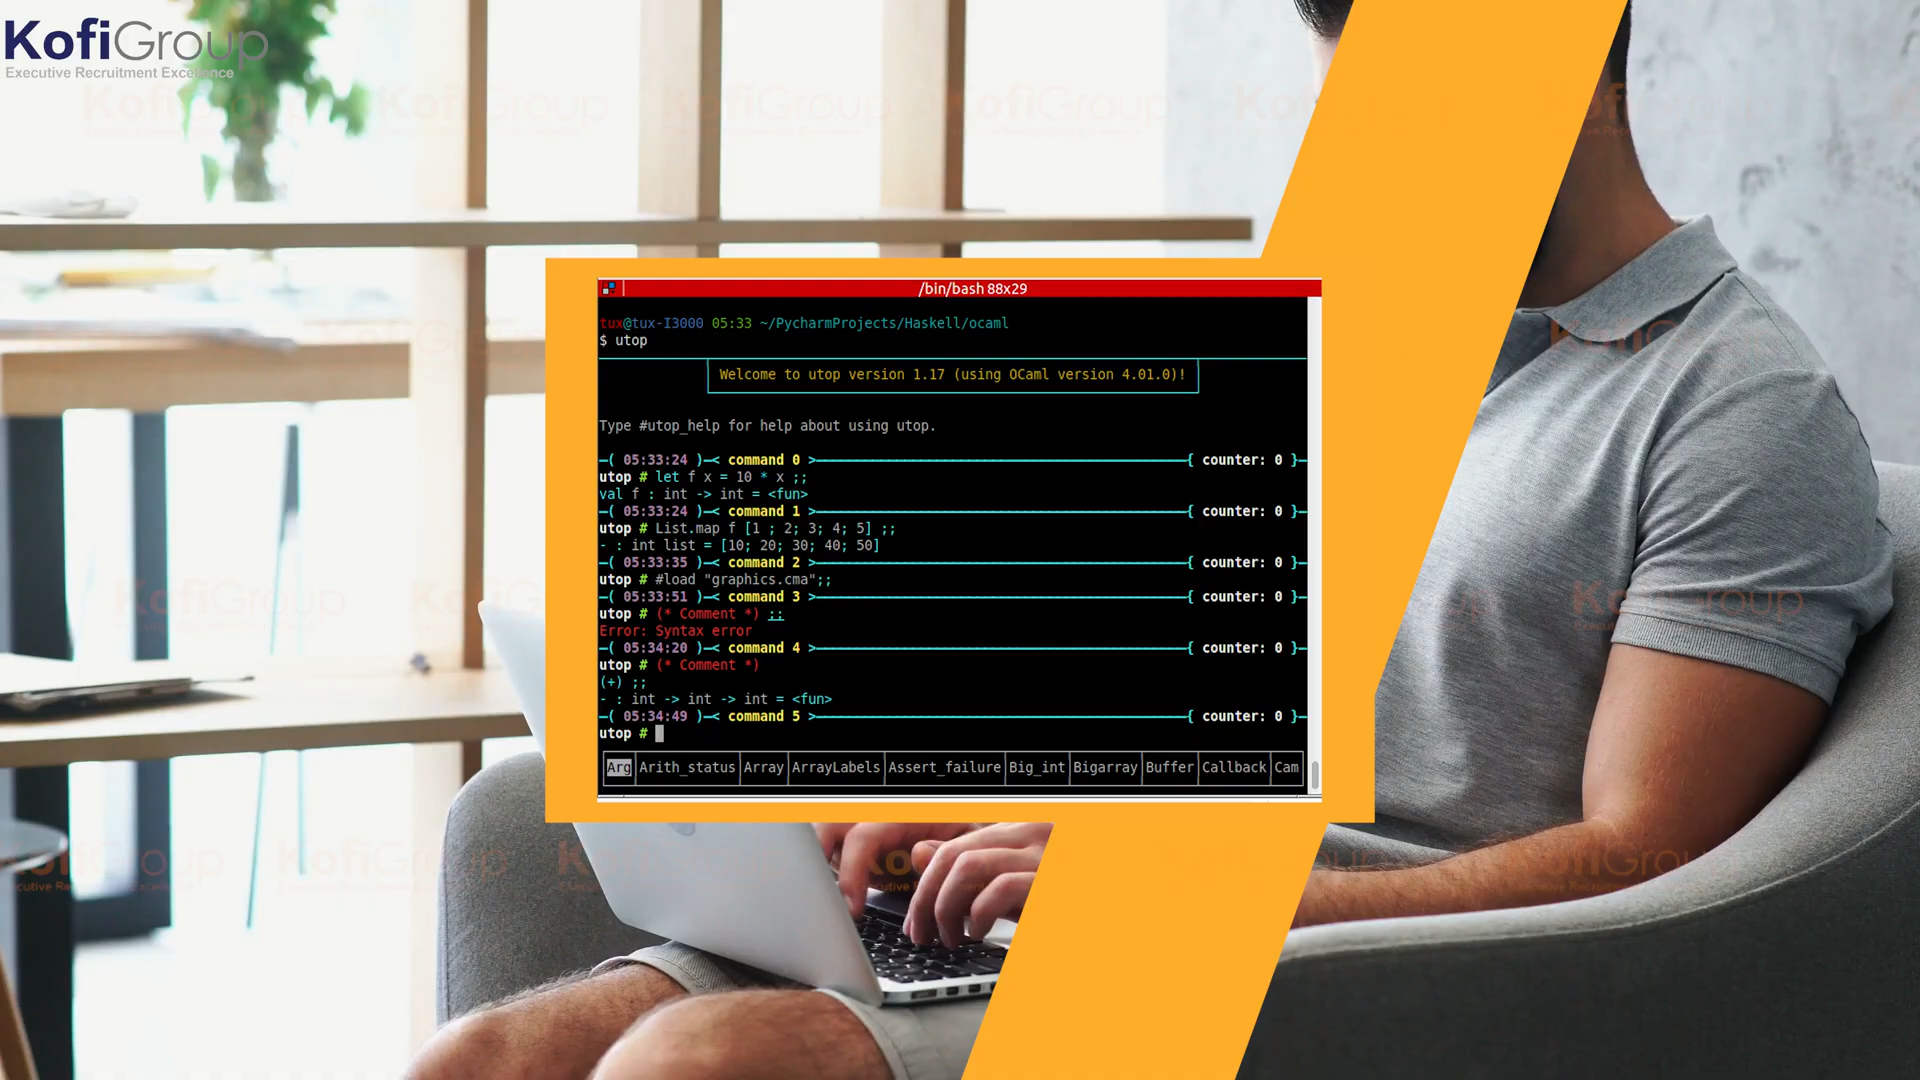 KofiGroup
Executive Recruitment Excellence
/bin/bash 88x29
tux@tux-I3000 05:33 ~/PycharmProjects/Haskell/ocaml
$ utop
Welcome to utop version 1.17 (using OCaml version 4.01.0)!
Type #utop_help for help about using utop.
-( 05:33:24 )-< command 0 >-{ counter: 0 }-
utop # let f x = 10 * x ;;
val f : int -> int = <fun>
-( 05:33:24 )-< command 1 >-{ counter: 0 }-
utop # List.map f [1 ; 2; 3; 4; 5] ;;
- : int list = [10; 20; 30; 40; 50]
-( 05:33:35 )-< command 2 >-{ counter: 0 }-
utop # #load "graphics.cma";;
-( 05:33:51 )-< command 3 >-{ counter: 0 }-
utop # (* Comment *) ;;
Error: Syntax error
-( 05:34:20 )-< command 4 >-{ counter: 0 }-
utop # (* Comment *)
(+) ;;
- : int -> int -> int = <fun>
-( 05:34:49 )-< command 5 >-{ counter: 0 }-
utop #
Arg Arith_status Array ArrayLabels Assert_failure Big_int Bigarray Buffer Callback Cam